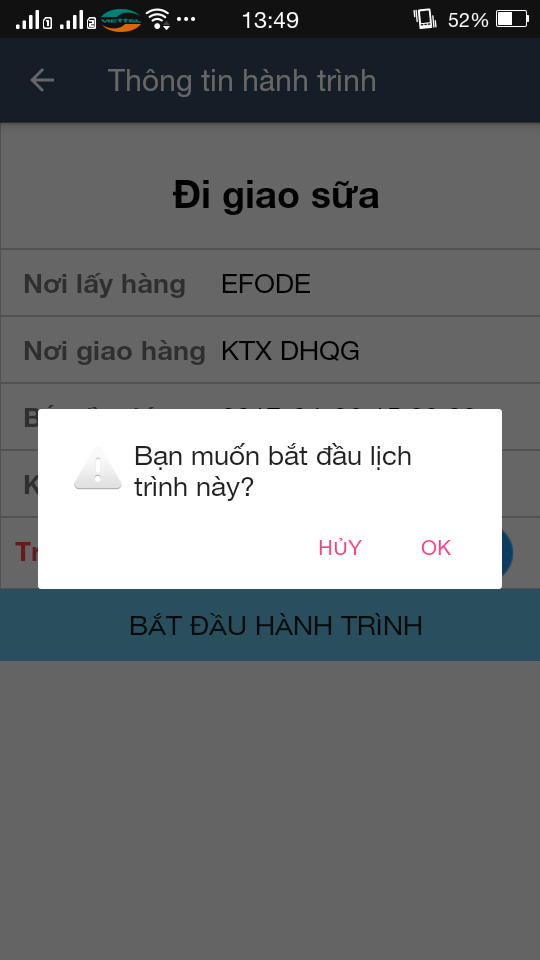 VIETTEL
13:49
52%
Thông tin hành trình
Đi giao sữa
Nơi lấy hàng EFODE
Nơi giao hàng KTX DHQG
Bạn muốn bắt đầu lịch
trình này?
HỦY OK
BẮT ĐẦU HÀNH TRÌNH